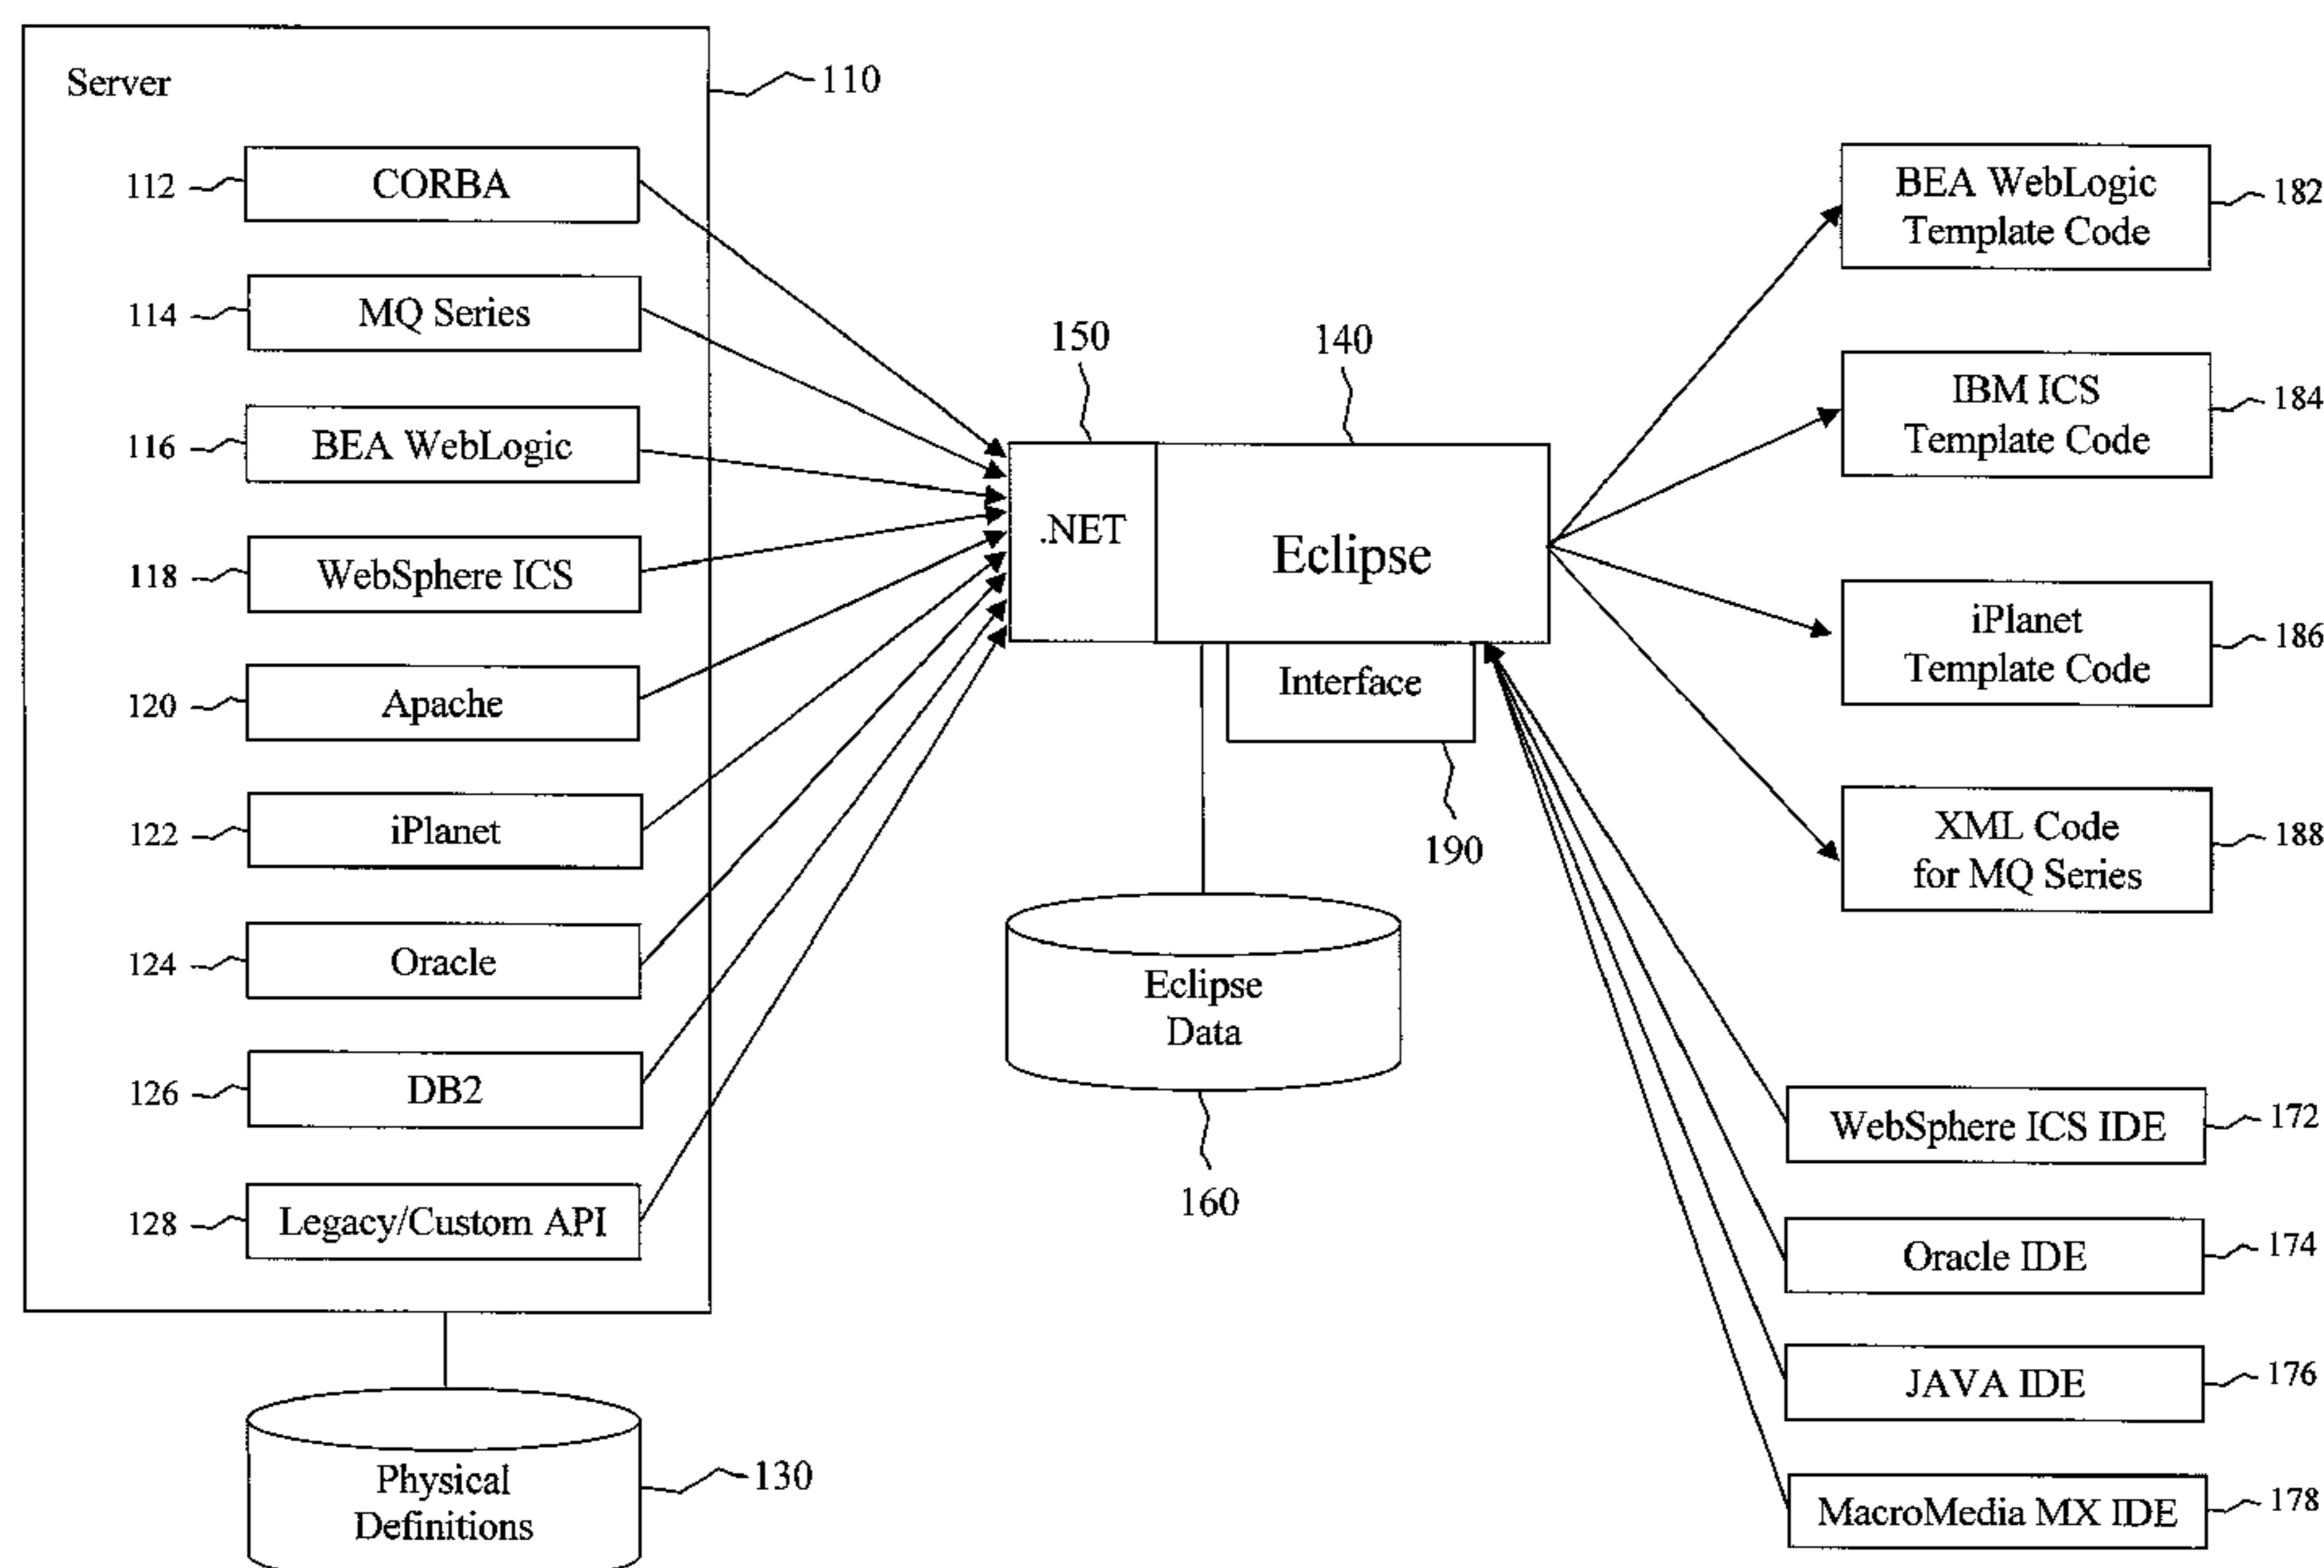 Server
110
112
CORBA
114
MQ Series
116
BEA WebLogic
118
WebSphere ICS
120
Apache
122
iPlanet
124
Oracle
126
DB2
128
Legacy/Custom API
Physical
Definitions
130
150
140
.NET
Eclipse
Interface
190
Eclipse
Data
160
BEA WebLogic
Template Code
182
IBM ICS
Template Code
184
iPlanet
Template Code
186
XML Code
for MQ Series
188
WebSphere ICS IDE
172
Oracle IDE
174
JAVA IDE
176
MacroMedia MX IDE
178